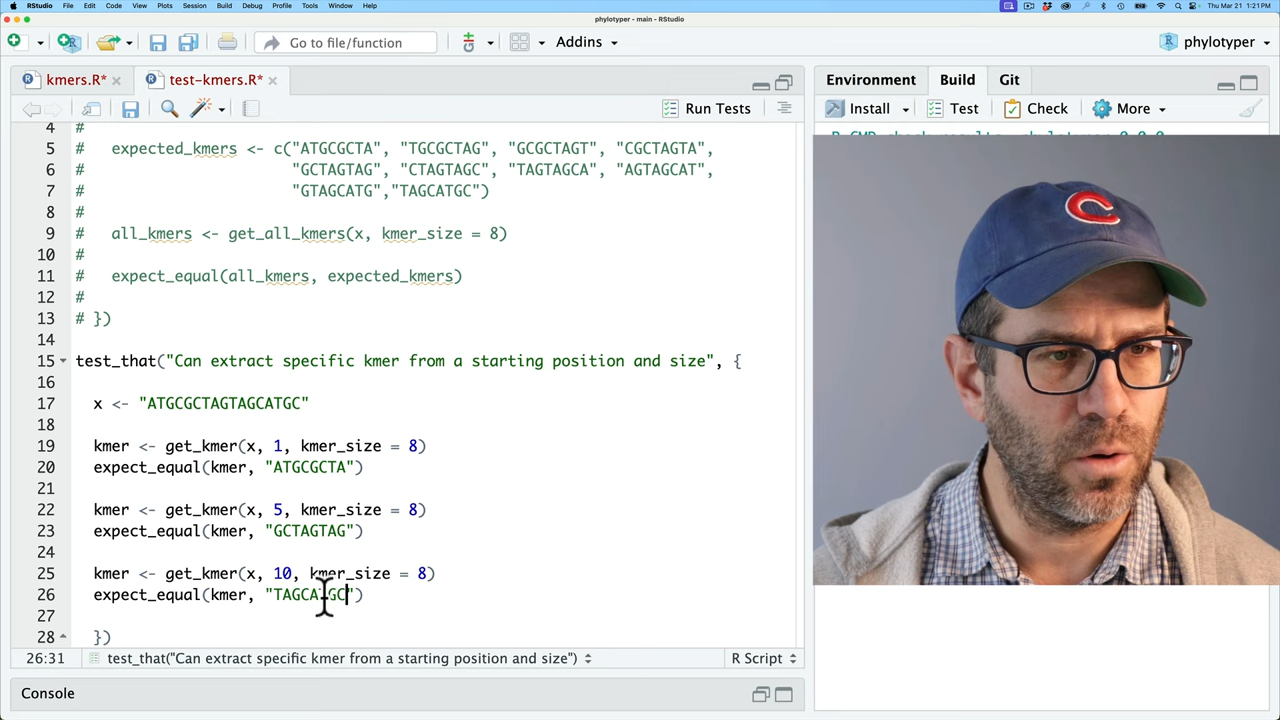 RStudio File Edit Code View Plots Session Build Debug Profile Tools Window Help Thu Mar 21 1:21 PM
phylotyper - main - RStudio
Go to file/function Addins phylotyper
kmers.R* test-kmers.R* Environment Build Git
Run Tests Install Test Check More
4 #
5 # expected_kmers <- c("ATGCGCTA", "TGCGCTAG", "GCGCTAGT", "CGCTAGTA",
6 # "GCTAGTAG", "CTAGTAGC", "TAGTAGCA", "AGTAGCAT",
7 # "GTAGCATG","TAGCATGC")
8 #
9 # all_kmers <- get_all_kmers(x, kmer_size = 8)
10 #
11 # expect_equal(all_kmers, expected_kmers)
12 #
13 # })
14
15 test_that("Can extract specific kmer from a starting position and size", {
16
17 x <- "ATGCGCTAGTAGCATGC"
18
19 kmer <- get_kmer(x, 1, kmer_size = 8)
20 expect_equal(kmer, "ATGCGCTA")
21
22 kmer <- get_kmer(x, 5, kmer_size = 8)
23 expect_equal(kmer, "GCTAGTAG")
24
25 kmer <- get_kmer(x, 10, kmer_size = 8)
26 expect_equal(kmer, "TAGCATGC")
27
28 })
26:31 test_that("Can extract specific kmer from a starting position and size") R Script
Console